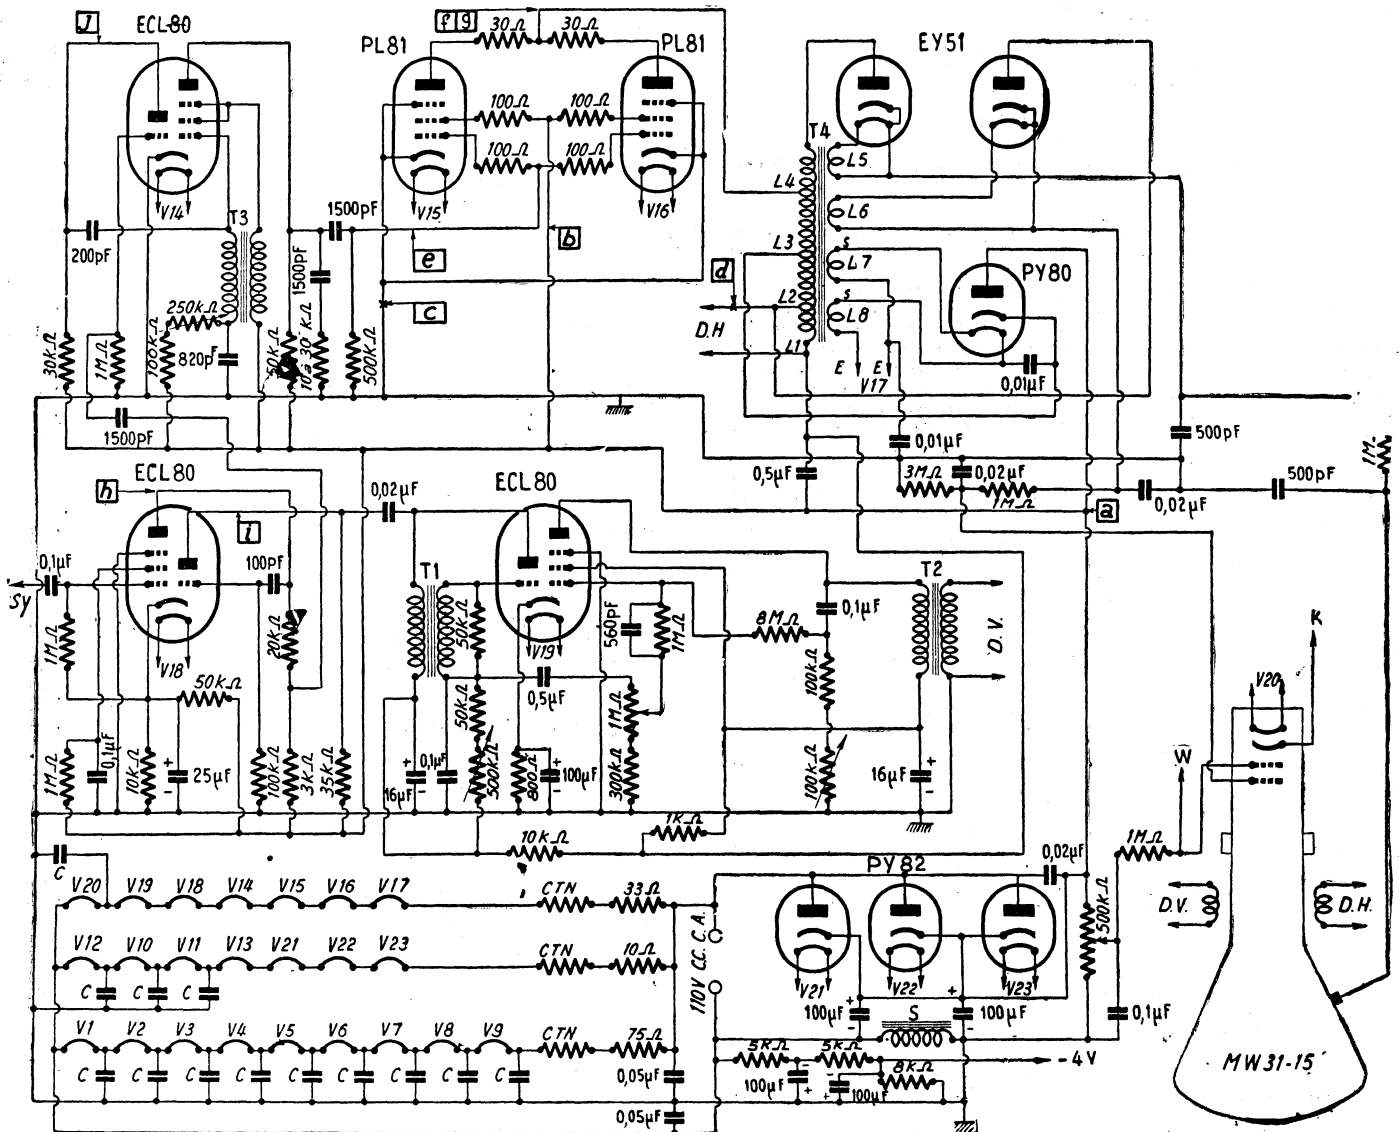 J
ECL80
f g
30Ω
30Ω
PL81
PL81
EY51
100Ω
100Ω
100Ω
100Ω
T4
L5
L4
L6
L3
S
L7
L2
S
L8
L1
V14
V15
V16
T3
1500pF
200pF
1500pF
e
b
c
d
D.H
PY80
250kΩ
820pF
30kΩ
1MΩ
100kΩ
50kΩ
10 à 30 kΩ
500kΩ
E
E
V17
0,01µF
1500pF
ECL80
h
ECL80
0,02µF
0,5µF
0,01µF
3MΩ
0,02µF
1MΩ
0,02µF
500pF
500pF
1M.
a
i
0,1µF
Sy
100pF
T1
T2
1MΩ
V18
20kΩ
50kΩ
50kΩ
V19
0,5µF
560pF
1MΩ
8MΩ
0,1µF
D.V.
100kΩ
K
V20
1MΩ
0,1µF
10kΩ
25µF
100kΩ
3kΩ
35kΩ
16µF
0,1µF
50kΩ
500kΩ
800Ω
100µF
1MΩ
300kΩ
100kΩ
16µF
W
10kΩ
1kΩ
1MΩ
C
V20 V19 V18 V14 V15 V16 V17
CTN
33Ω
PY82
0,02µF
500kΩ
D.V.
D.H.
V12 V10 V11 V13 V21 V22 V23
CTN
10Ω
110V CC. C.A.
C C C
V21
V22
V23
100µF
S
100µF
0,1µF
V1 V2 V3 V4 V5 V6 V7 V8 V9
CTN
75Ω
C C C C C C C C C
0,05µF
0,05µF
5kΩ
5kΩ
-4V
8kΩ
100µF
100µF
MW31-15